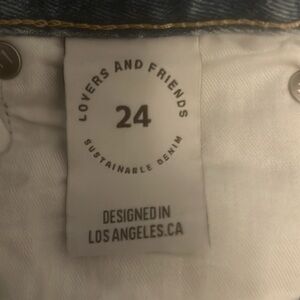 LOVERS AND FRIENDS
24
SUSTAINABLE DENIM
DESIGNED IN
LOS ANGELES.CA